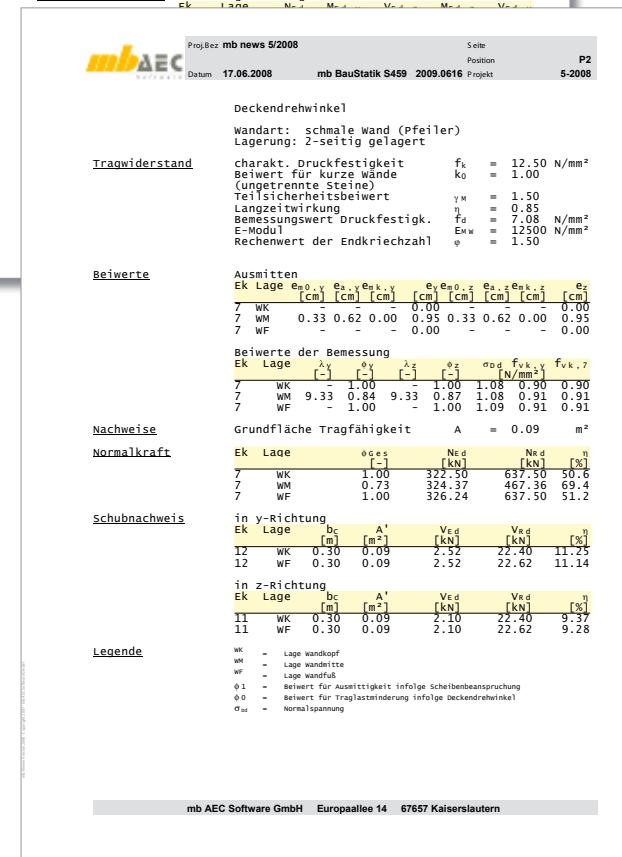 Ek Lage
Proj.Bez mb news 5/2008 Seite
Position P2
mb AEC Software
Datum 17.06.2008 mb BauStatik S459 2009.0616 Projekt 5-2008
Deckendrehwinkel
Wandart: schmale Wand (Pfeiler)
Lagerung: 2-seitig gelagert
Tragwiderstand charakt. Druckfestigkeit fk = 12.50 N/mm²
Beiwert für kurze Wände k0 = 1.00
(ungetrennte Steine)
Teilsicherheitsbeiwert γM = 1.50
Langzeitwirkung η = 0.85
Bemessungswert Druckfestigk. fd = 7.08 N/mm²
E-Modul EMW = 12500 N/mm²
Rechenwert der Endkriechzahl φ = 1.50
Beiwerte Ausmitten
Ek Lage em0,y ea,y emk,y ey em0,z ea,z emk,z ez
[cm] [cm] [cm] [cm] [cm] [cm] [cm] [cm]
7 WK - - - 0.00 - - - 0.00
7 WM 0.33 0.62 0.00 0.95 0.33 0.62 0.00 0.95
7 WF - - - 0.00 - - - 0.00
Beiwerte der Bemessung
Ek Lage λy ϕy λz ϕz σDd fvk,y fvk,7
[-] [-] [-] [-] [N/mm²]
7 WK - 1.00 - 1.00 1.08 0.90 0.90
7 WM 9.33 0.84 9.33 0.87 1.08 0.91 0.91
7 WF - 1.00 - 1.00 1.09 0.91 0.91
Nachweise Grundfläche Tragfähigkeit A = 0.09 m²
Normalkraft Ek Lage ϕGes NEd NRd η
[-] [kN] [kN] [%]
7 WK 1.00 322.50 637.50 50.6
7 WM 0.73 324.37 467.36 69.4
7 WF 1.00 326.24 637.50 51.2
Schubnachweis in y-Richtung
Ek Lage bc A' VEd VRd η
[m] [m²] [kN] [kN] [%]
12 WK 0.30 0.09 2.52 22.40 11.25
12 WF 0.30 0.09 2.52 22.62 11.14
in z-Richtung
Ek Lage bc A' VEd VRd η
[m] [m²] [kN] [kN] [%]
11 WK 0.30 0.09 2.10 22.40 9.37
11 WF 0.30 0.09 2.10 22.62 9.28
Legende WK - Lage Wandkopf
WM - Lage Wandmitte
WF - Lage Wandfuß
ϕ1 - Beiwert für Ausmittigkeit infolge Scheibenbeanspruchung
ϕ0 - Beiwert für Traglastminderung infolge Deckendrehwinkel
σDd - Normalspannung
mb AEC Software GmbH Europaallee 14 67657 Kaiserslautern